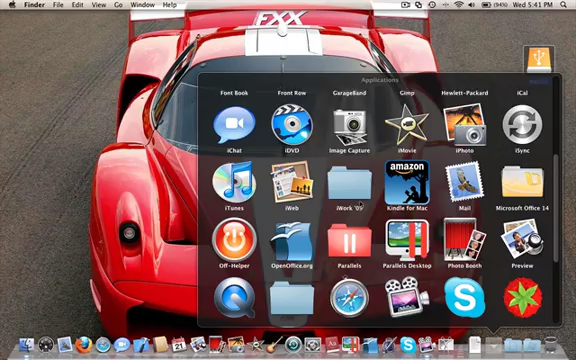 Finder File Edit View Go Window Help
(94%) Wed 5:41 PM
FXX
Applications
Font Book Front Row GarageBand Gimp Hewlett-Packard iCal
iChat iDVD Image Capture iMovie iPhoto iSync
amazon
iTunes iWeb iWork '09 Kindle for Mac Mail Microsoft Office 14
Off-Helper OpenOffice.org Parallels Parallels Desktop Photo Booth Preview